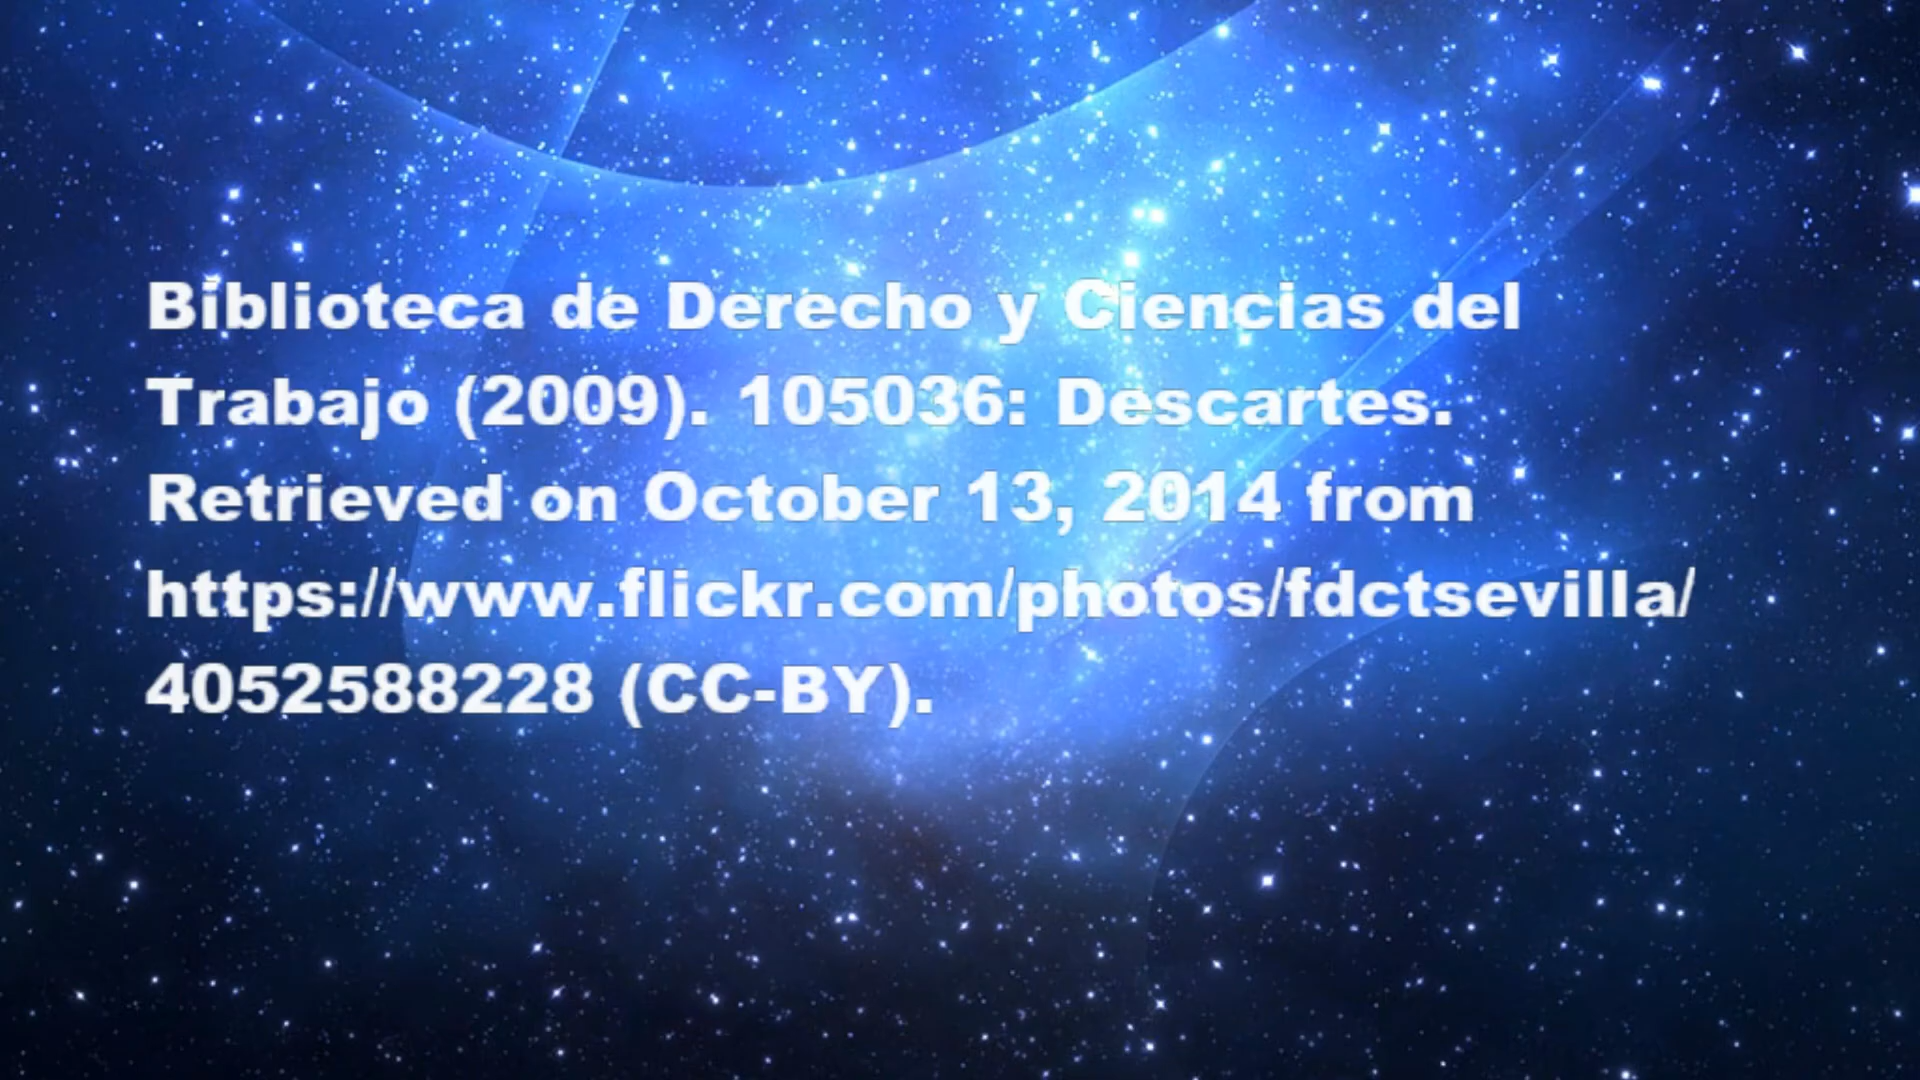 Biblioteca de Derecho y Ciencias del
Trabajo (2009). 105036: Descartes.
Retrieved on October 13, 2014 from
https://www.flickr.com/photos/fdctsevilla/
4052588228 (CC-BY).